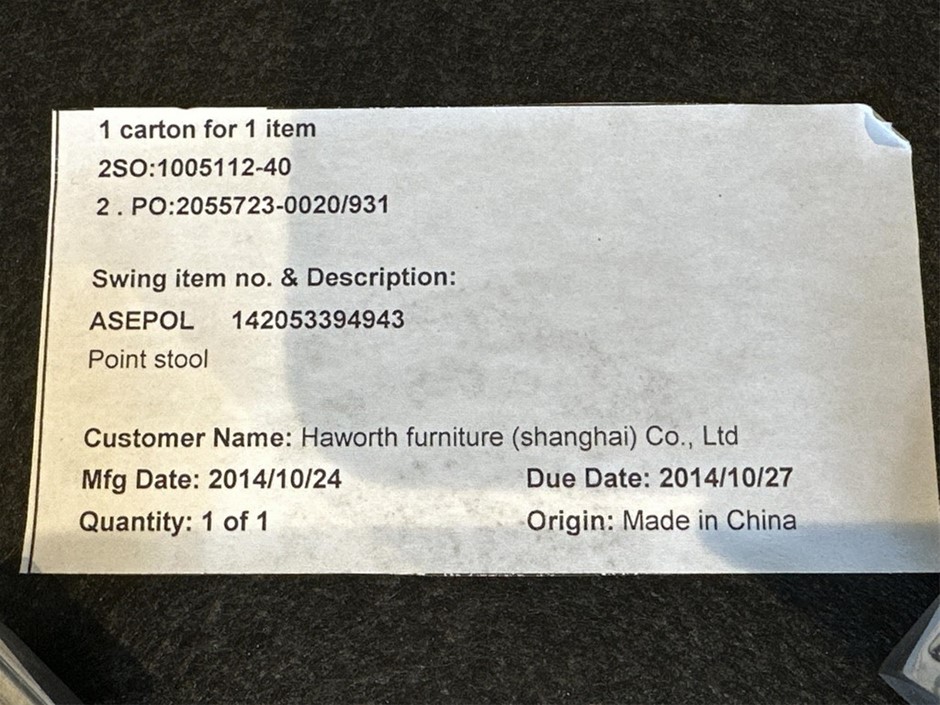 1 carton for 1 item
2SO:1005112-40
2 . PO:2055723-0020/931
Swing item no. & Description:
ASEPOL 142053394943
Point stool
Customer Name: Haworth furniture (shanghai) Co., Ltd
Mfg Date: 2014/10/24 Due Date: 2014/10/27
Quantity: 1 of 1 Origin: Made in China